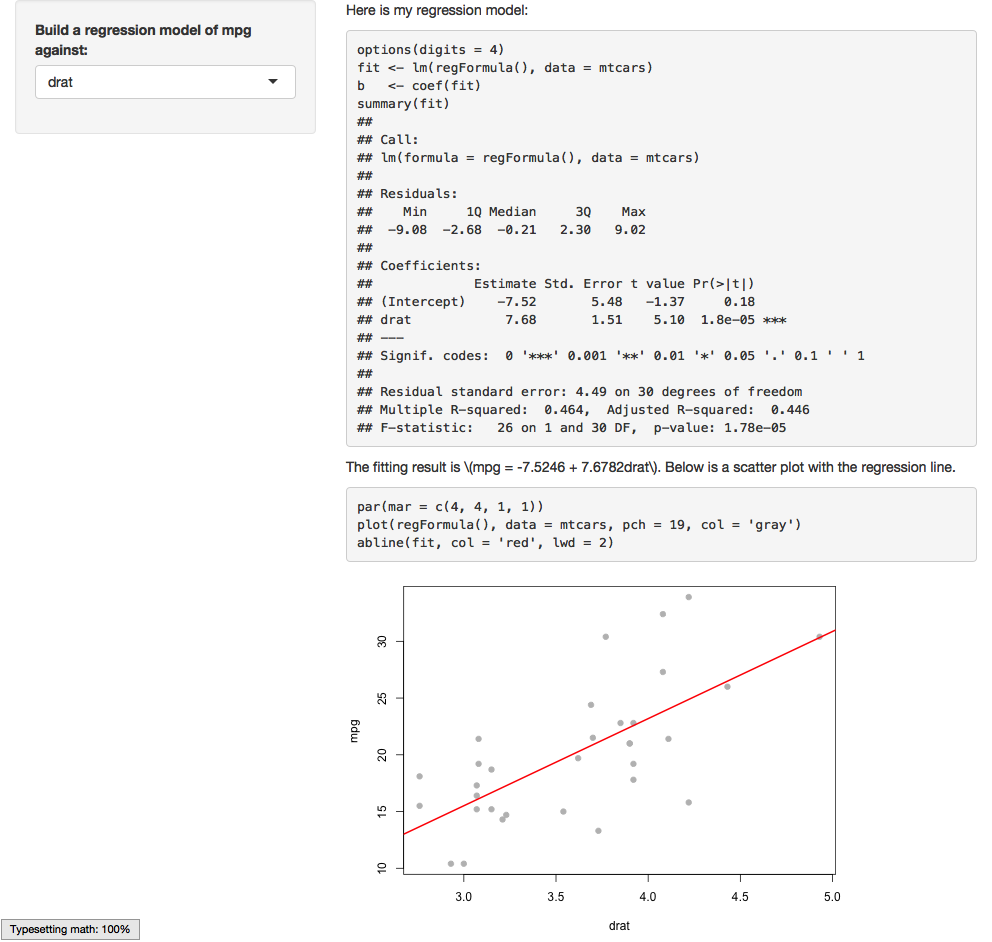 Build a regression model of mpg
against:
drat
Here is my regression model:
options(digits = 4)
fit <- lm(regFormula(), data = mtcars)
b   <- coef(fit)
summary(fit)
##
## Call:
## lm(formula = regFormula(), data = mtcars)
##
## Residuals:
##    Min     1Q Median     3Q    Max
##  -9.08  -2.68  -0.21   2.30   9.02
##
## Coefficients:
##             Estimate Std. Error t value Pr(>|t|)
## (Intercept)    -7.52       5.48   -1.37     0.18
## drat            7.68       1.51    5.10  1.8e-05 ***
## ---
## Signif. codes:  0 '***' 0.001 '**' 0.01 '*' 0.05 '.' 0.1 ' ' 1
##
## Residual standard error: 4.49 on 30 degrees of freedom
## Multiple R-squared:  0.464,  Adjusted R-squared:  0.446
## F-statistic:   26 on 1 and 30 DF,  p-value: 1.78e-05
The fitting result is \(mpg = -7.5246 + 7.6782drat\). Below is a scatter plot with the regression line.
par(mar = c(4, 4, 1, 1))
plot(regFormula(), data = mtcars, pch = 19, col = 'gray')
abline(fit, col = 'red', lwd = 2)
30
25
20
15
10
mpg
3.0 3.5 4.0 4.5 5.0
drat
Typesetting math: 100%